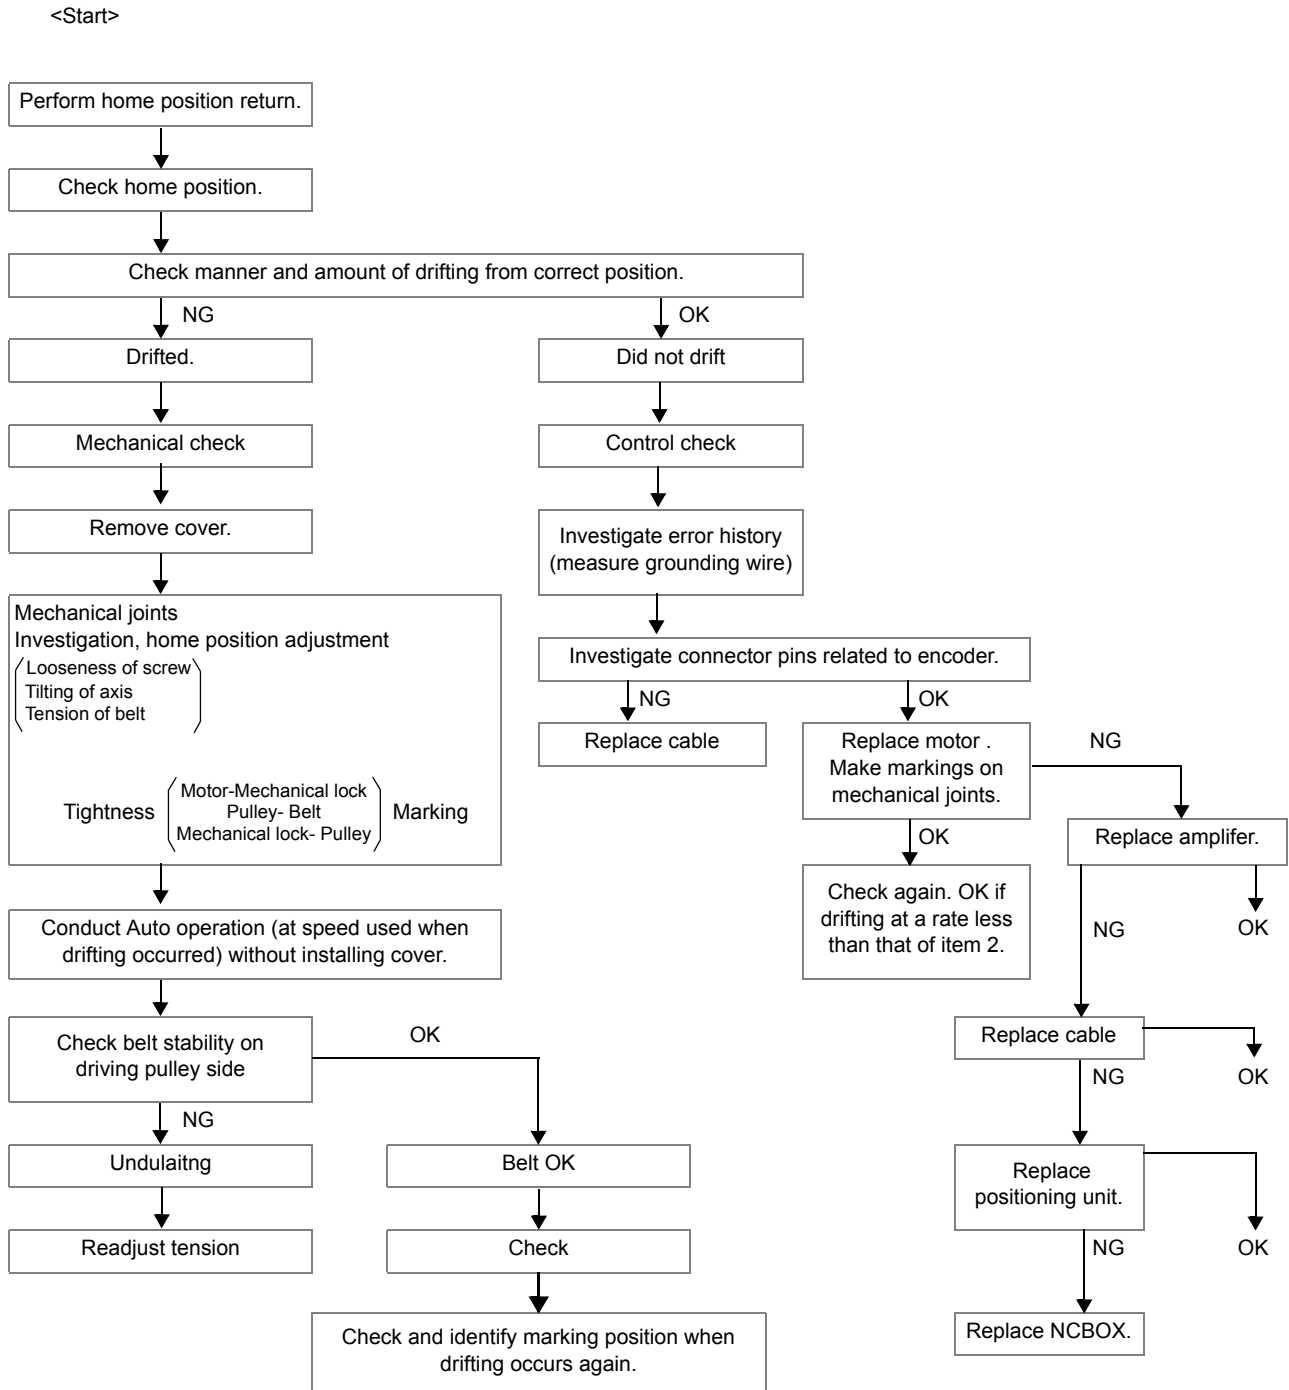 <Start>
Perform home position return.
Check home position.
Check manner and amount of drifting from correct position.
NG
OK
Drifted.
Did not drift
Mechanical check
Control check
Remove cover.
Investigate error history
(measure grounding wire)
Mechanical joints
Investigation, home position adjustment
Looseness of screw
Tilting of axis
Tension of belt
Tightness
Motor-Mechanical lock
Pulley- Belt
Mechanical lock- Pulley
Marking
Investigate connector pins related to encoder.
NG
OK
Replace cable
Replace motor .
Make markings on
mechanical joints.
NG
OK
Replace amplifer.
Check again. OK if
drifting at a rate less
than that of item 2.
NG
OK
Conduct Auto operation (at speed used when
drifting occurred) without installing cover.
Check belt stability on
driving pulley side
OK
Replace cable
NG
OK
NG
Undulaitng
Belt OK
Replace
positioning unit.
Readjust tension
Check
NG
OK
Check and identify marking position when
drifting occurs again.
Replace NCBOX.